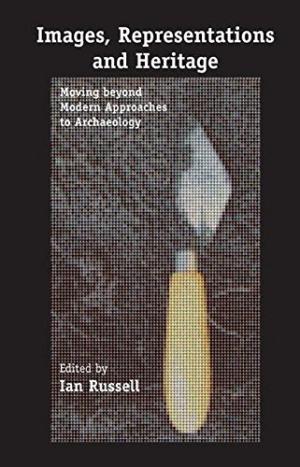 Images, Representations
and Heritage
Moving beyond
Modern Approaches
to Archaeology
Edited by
Ian Russell